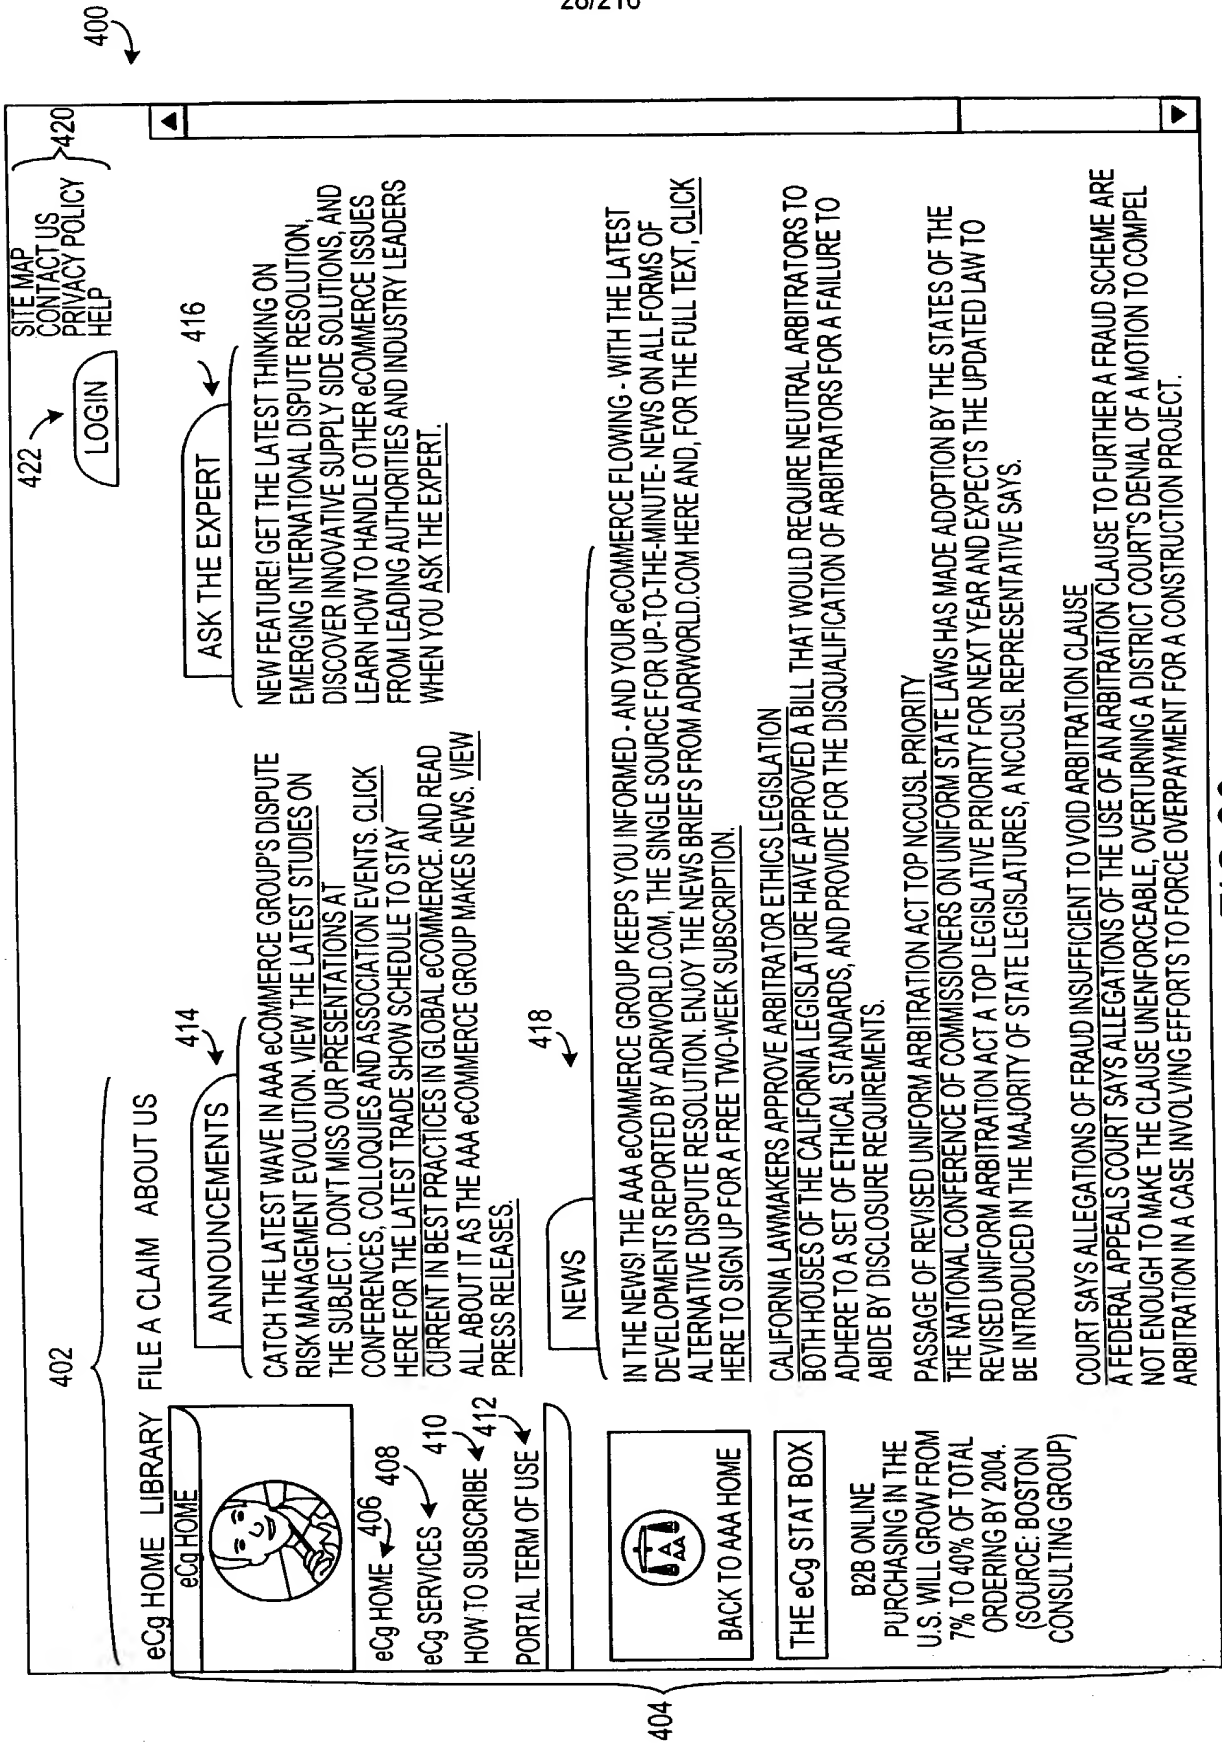 28/216
400
402
404
eCg HOME LIBRARY FILE A CLAIM ABOUT US
422
LOGIN
SITE MAP
CONTACT US
PRIVACY POLICY
HELP
420
eCg HOME
eCg HOME 406
eCg SERVICES 408
HOW TO SUBSCRIBE 410
PORTAL TERM OF USE 412
AAA
BACK TO AAA HOME
THE eCg STAT BOX
B2B ONLINE
PURCHASING IN THE
U.S. WILL GROW FROM
7% TO 40% OF TOTAL
ORDERING BY 2004.
(SOURCE: BOSTON
CONSULTING GROUP)
ANNOUNCEMENTS
414
CATCH THE LATEST WAVE IN AAA eCOMMERCE GROUP'S DISPUTE
RISK MANAGEMENT EVOLUTION. VIEW THE LATEST STUDIES ON
THE SUBJECT. DON'T MISS OUR PRESENTATIONS AT
CONFERENCES, COLLOQUIES AND ASSOCIATION EVENTS. CLICK
HERE FOR THE LATEST TRADE SHOW SCHEDULE TO STAY
CURRENT IN BEST PRACTICES IN GLOBAL eCOMMERCE. AND READ
ALL ABOUT IT AS THE AAA eCOMMERCE GROUP MAKES NEWS. VIEW
PRESS RELEASES.
ASK THE EXPERT
416
NEW FEATURE! GET THE LATEST THINKING ON
EMERGING INTERNATIONAL DISPUTE RESOLUTION,
DISCOVER INNOVATIVE SUPPLY SIDE SOLUTIONS, AND
LEARN HOW TO HANDLE OTHER eCOMMERCE ISSUES
FROM LEADING AUTHORITIES AND INDUSTRY LEADERS
WHEN YOU ASK THE EXPERT.
NEWS
418
IN THE NEWS! THE AAA eCOMMERCE GROUP KEEPS YOU INFORMED - AND YOUR eCOMMERCE FLOWING - WITH THE LATEST
DEVELOPMENTS REPORTED BY ADRWORLD.COM, THE SINGLE SOURCE FOR UP-TO-THE-MINUTE- NEWS ON ALL FORMS OF
ALTERNATIVE DISPUTE RESOLUTION. ENJOY THE NEWS BRIEFS FROM ADRWORLD.COM HERE AND, FOR THE FULL TEXT, CLICK
HERE TO SIGN UP FOR A FREE TWO-WEEK SUBSCRIPTION.
CALIFORNIA LAWMAKERS APPROVE ARBITRATOR ETHICS LEGISLATION
BOTH HOUSES OF THE CALIFORNIA LEGISLATURE HAVE APPROVED A BILL THAT WOULD REQUIRE NEUTRAL ARBITRATORS TO
ADHERE TO A SET OF ETHICAL STANDARDS, AND PROVIDE FOR THE DISQUALIFICATION OF ARBITRATORS FOR A FAILURE TO
ABIDE BY DISCLOSURE REQUIREMENTS.
PASSAGE OF REVISED UNIFORM ARBITRATION ACT TOP NCCUSL PRIORITY
THE NATIONAL CONFERENCE OF COMMISSIONERS ON UNIFORM STATE LAWS HAS MADE ADOPTION BY THE STATES OF THE
REVISED UNIFORM ARBITRATION ACT A TOP LEGISLATIVE PRIORITY FOR NEXT YEAR AND EXPECTS THE UPDATED LAW TO
BE INTRODUCED IN THE MAJORITY OF STATE LEGISLATURES, A NCCUSL REPRESENTATIVE SAYS.
COURT SAYS ALLEGATIONS OF FRAUD INSUFFICIENT TO VOID ARBITRATION CLAUSE
A FEDERAL APPEALS COURT SAYS ALLEGATIONS OF THE USE OF AN ARBITRATION CLAUSE TO FURTHER A FRAUD SCHEME ARE
NOT ENOUGH TO MAKE THE CLAUSE UNENFORCEABLE, OVERTURNING A DISTRICT COURT'S DENIAL OF A MOTION TO COMPEL
ARBITRATION IN A CASE INVOLVING EFFORTS TO FORCE OVERPAYMENT FOR A CONSTRUCTION PROJECT.